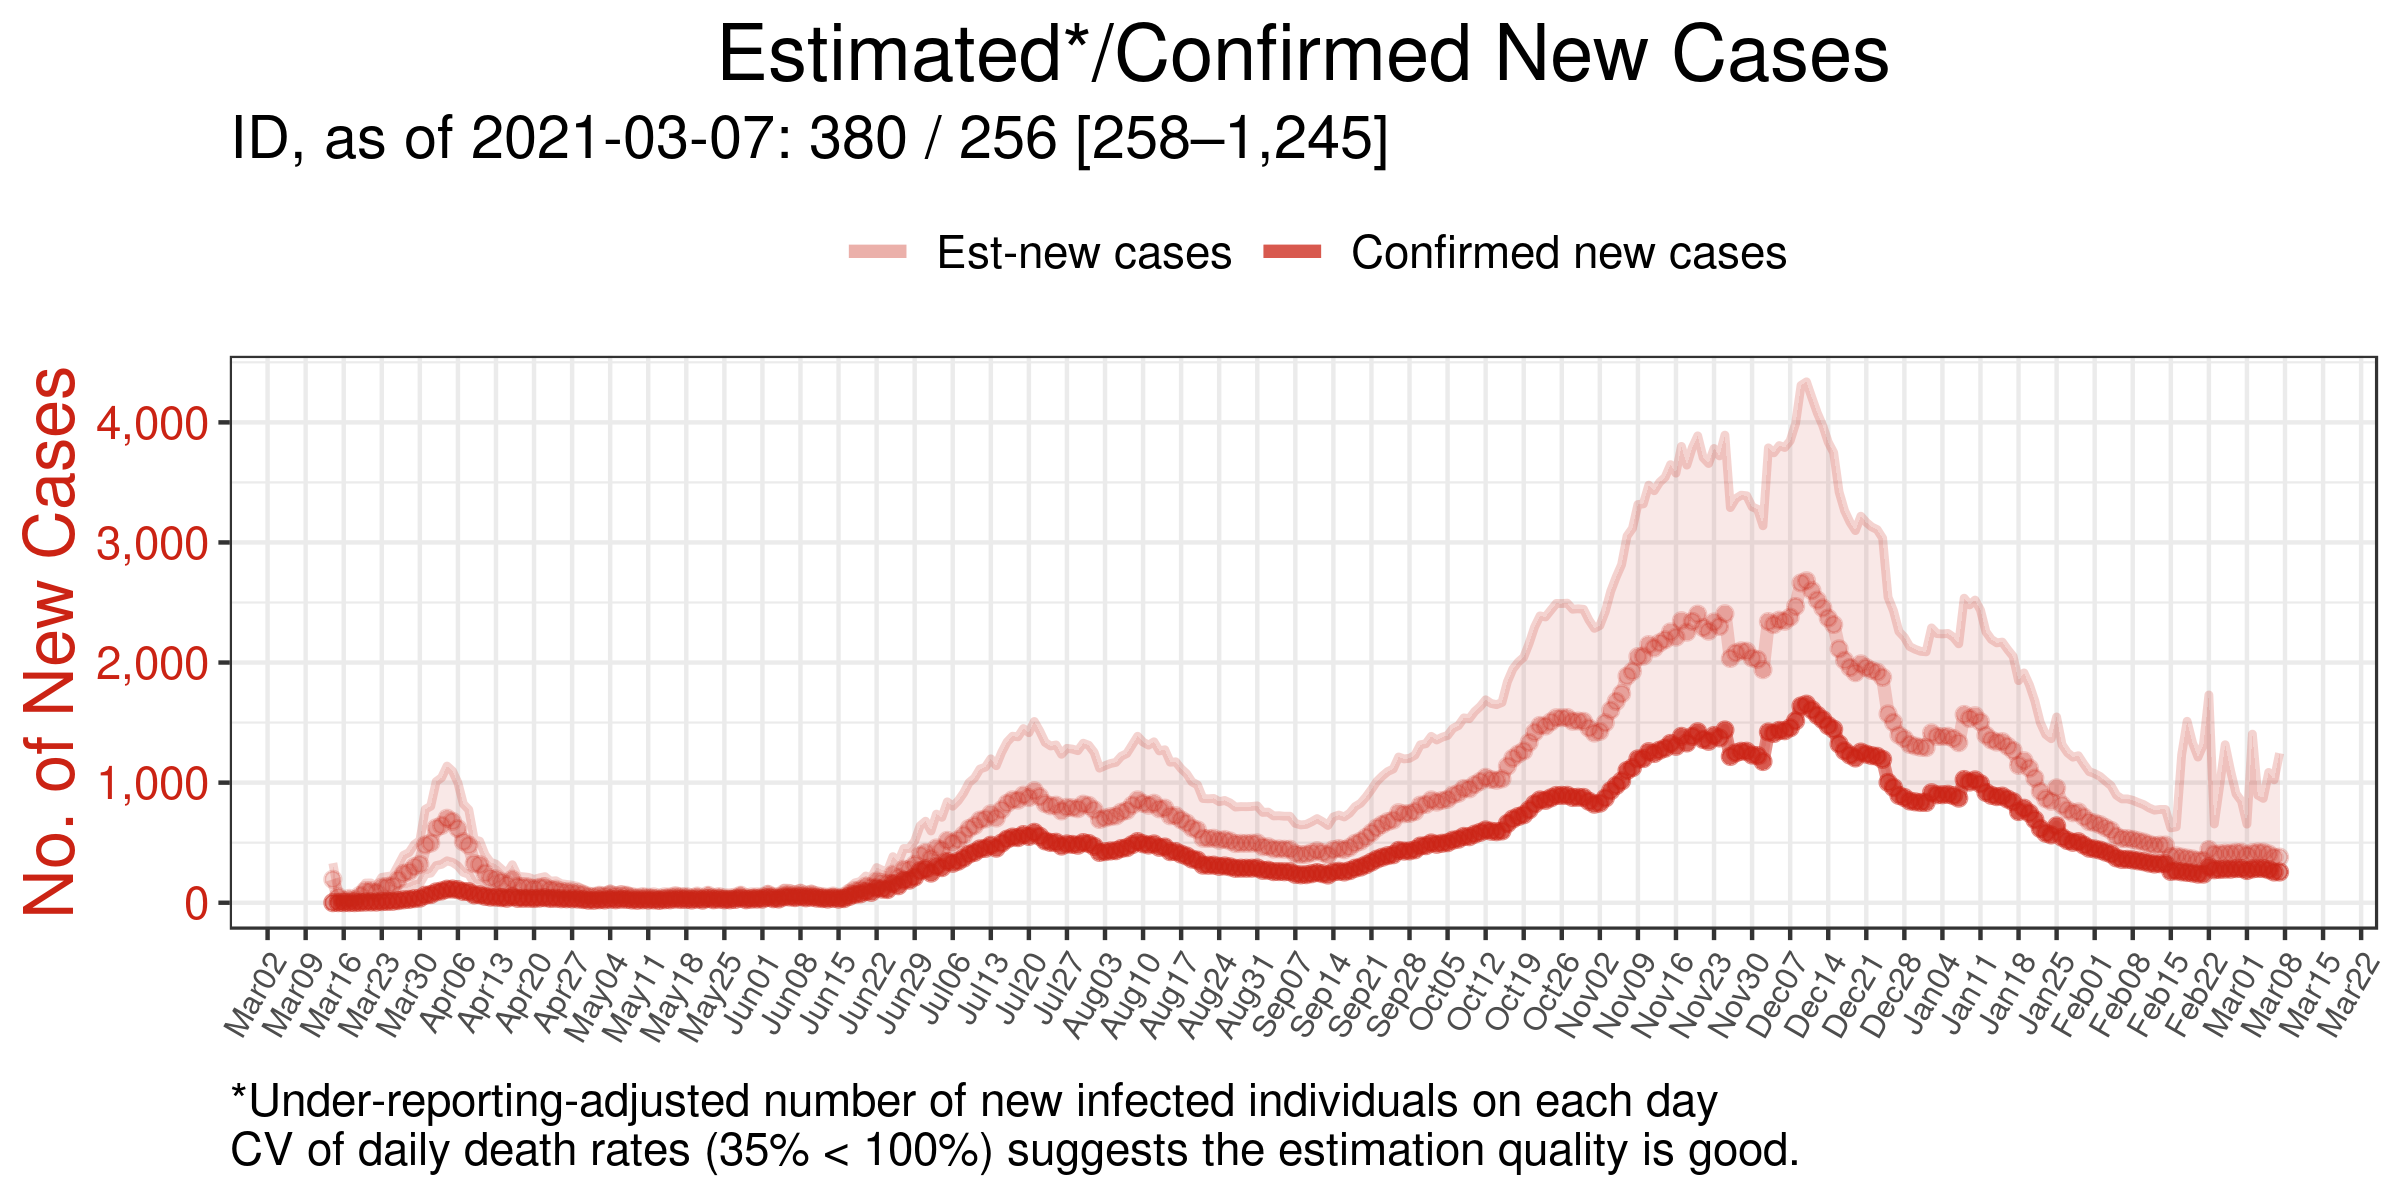 Estimated*/Confirmed New Cases
ID, as of 2021-03-07: 380 / 256 [258–1,245]
Est-new cases
Confirmed new cases
No. of New Cases
4,000
3,000
2,000
1,000
0
Mar02
Mar09
Mar16
Mar23
Mar30
Apr06
Apr13
Apr20
Apr27
May04
May11
May18
May25
Jun01
Jun08
Jun15
Jun22
Jun29
Jul06
Jul13
Jul20
Jul27
Aug03
Aug10
Aug17
Aug24
Aug31
Sep07
Sep14
Sep21
Sep28
Oct05
Oct12
Oct19
Oct26
Nov02
Nov09
Nov16
Nov23
Nov30
Dec07
Dec14
Dec21
Dec28
Jan04
Jan11
Jan18
Jan25
Feb01
Feb08
Feb15
Feb22
Mar01
Mar08
Mar15
Mar22
*Under-reporting-adjusted number of new infected individuals on each day
CV of daily death rates (35% < 100%) suggests the estimation quality is good.